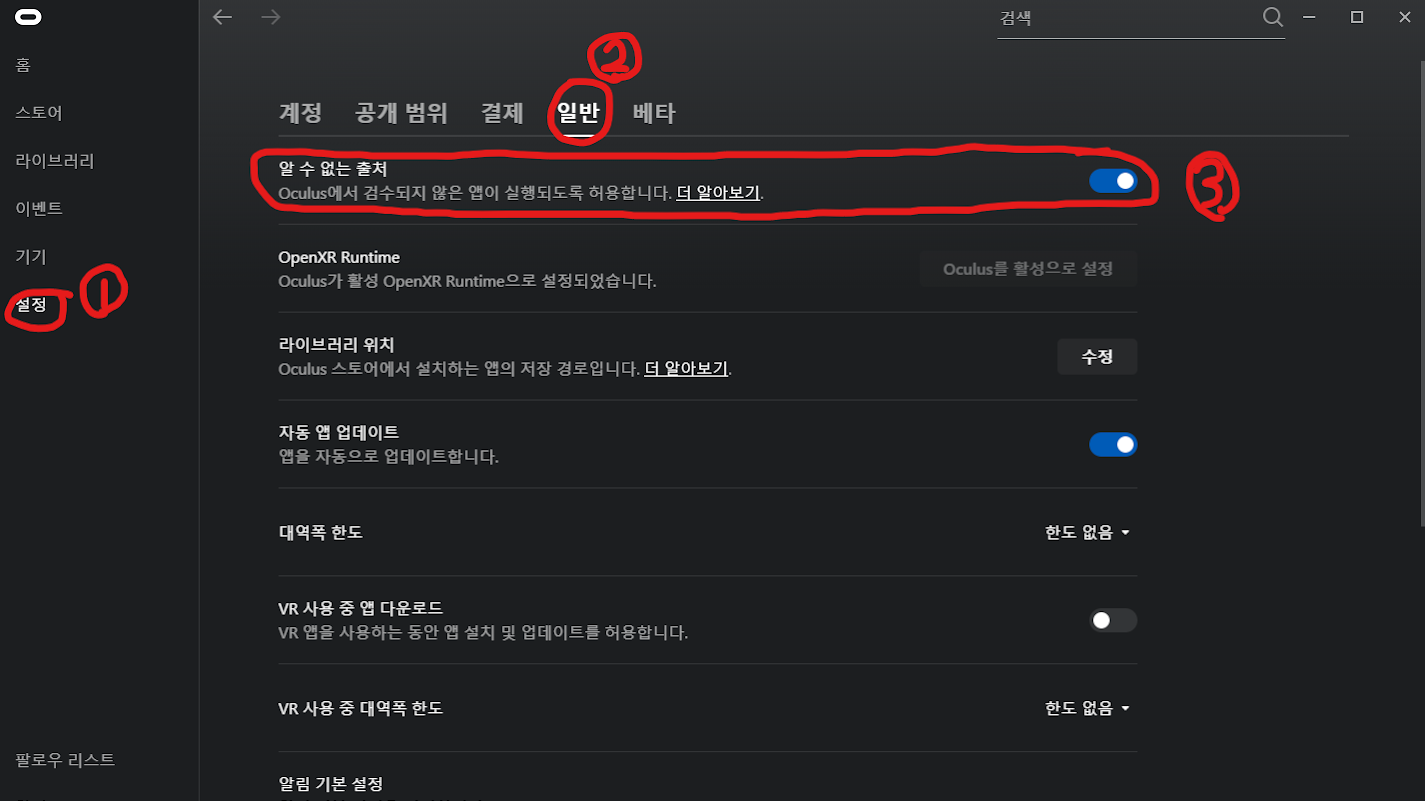 검색
홈
스토어
라이브러리
이벤트
기기
설정
①
②
계정 공개 범위 결제 일반 베타
알 수 없는 출처
Oculus에서 검수되지 않은 앱이 실행되도록 허용합니다. 더 알아보기.
③
OpenXR Runtime
Oculus가 활성 OpenXR Runtime으로 설정되었습니다.
Oculus를 활성으로 설정
라이브러리 위치
Oculus 스토어에서 설치하는 앱의 저장 경로입니다. 더 알아보기.
수정
자동 앱 업데이트
앱을 자동으로 업데이트합니다.
대역폭 한도
한도 없음
VR 사용 중 앱 다운로드
VR 앱을 사용하는 동안 앱 설치 및 업데이트를 허용합니다.
VR 사용 중 대역폭 한도
한도 없음
알림 기본 설정
팔로우 리스트